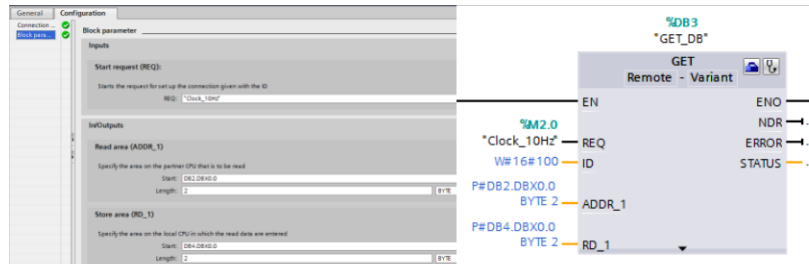 General
Configuration
Connection ...
Block para...
Block parameter
Inputs
Start request (REQ):
Starts the request for set up the connection given with the ID
REQ: "Clock_10Hz"
In/Outputs
Read area (ADDR_1)
Specify the area on the partner CPU that is to be read
Start: DB2.DBX0.0
Length: 2 BYTE
Store area (RD_1)
Specify the area on the local CPU in which the read data are entered
Start: DB4.DBX0.0
Length: 2 BYTE
%DB3
"GET_DB"
GET
Remote - Variant
EN ENO
NDR
%M2.0
"Clock_10Hz" REQ ERROR
W#16#100 ID STATUS
P#DB2.DBX0.0
BYTE 2 ADDR_1
P#DB4.DBX0.0
BYTE 2 RD_1